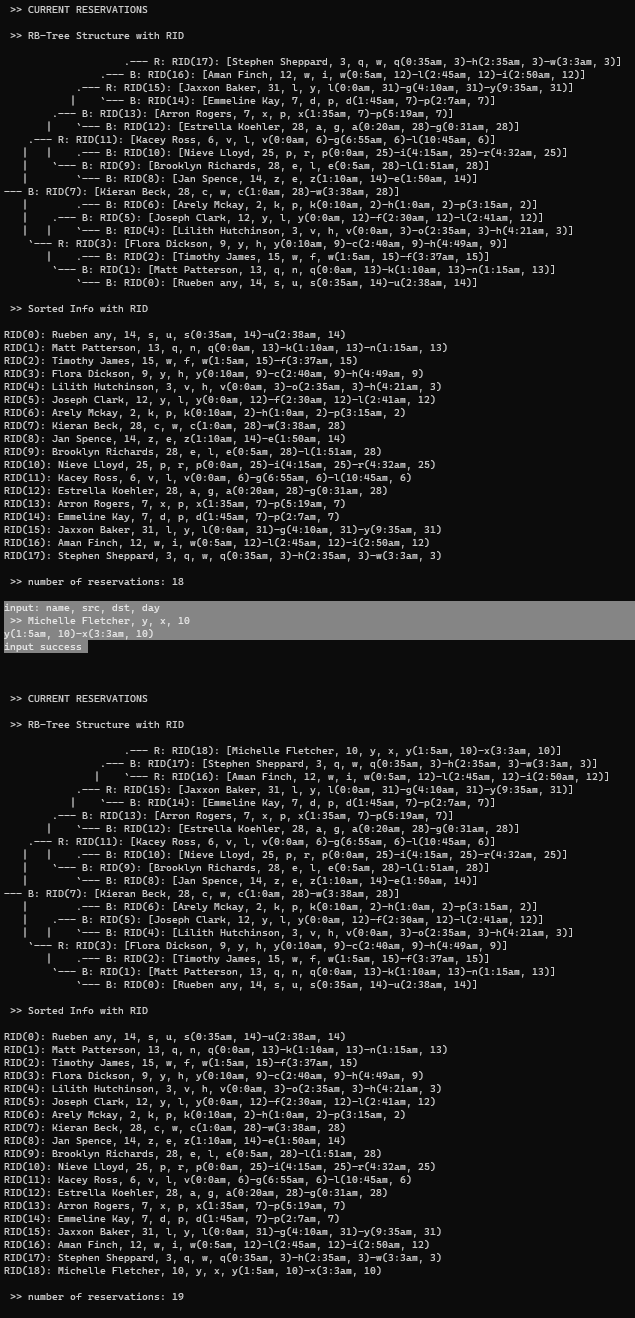 >> CURRENT RESERVATIONS
>> RB-Tree Structure with RID
.--- R: RID(17): [Stephen Sheppard, 3, q, w, q(0:35am, 3)-h(2:35am, 3)-w(3:3am, 3)]
.--- B: RID(16): [Aman Finch, 12, w, i, w(0:5am, 12)-l(2:45am, 12)-i(2:50am, 12)]
.--- R: RID(15): [Jaxxon Baker, 31, l, y, l(0:0am, 31)-g(4:10am, 31)-y(9:35am, 31)]
|    `--- B: RID(14): [Emmeline Kay, 7, d, p, d(1:45am, 7)-p(2:7am, 7)]
.--- B: RID(13): [Arron Rogers, 7, x, p, x(1:35am, 7)-p(5:19am, 7)]
|    `--- B: RID(12): [Estrella Koehler, 28, a, g, a(0:20am, 28)-g(0:31am, 28)]
.--- R: RID(11): [Kacey Ross, 6, v, l, v(0:0am, 6)-g(6:55am, 6)-l(10:45am, 6)]
|   |    .--- B: RID(10): [Nieve Lloyd, 25, p, r, p(0:0am, 25)-i(4:15am, 25)-r(4:32am, 25)]
|    `--- B: RID(9): [Brooklyn Richards, 28, e, l, e(0:5am, 28)-l(1:51am, 28)]
|        `--- B: RID(8): [Jan Spence, 14, z, e, z(1:10am, 14)-e(1:50am, 14)]
--- B: RID(7): [Kieran Beck, 28, c, w, c(1:0am, 28)-w(3:38am, 28)]
|        .--- B: RID(6): [Arely Mckay, 2, k, p, k(0:10am, 2)-h(1:0am, 2)-p(3:15am, 2)]
|    .--- B: RID(5): [Joseph Clark, 12, y, l, y(0:0am, 12)-f(2:30am, 12)-l(2:41am, 12)]
|   |    `--- B: RID(4): [Lilith Hutchinson, 3, v, h, v(0:0am, 3)-o(2:35am, 3)-h(4:21am, 3)]
`--- R: RID(3): [Flora Dickson, 9, y, h, y(0:10am, 9)-c(2:40am, 9)-h(4:49am, 9)]
|    .--- B: RID(2): [Timothy James, 15, w, f, w(1:5am, 15)-f(3:37am, 15)]
`--- B: RID(1): [Matt Patterson, 13, q, n, q(0:0am, 13)-k(1:10am, 13)-n(1:15am, 13)]
`--- B: RID(0): [Rueben any, 14, s, u, s(0:35am, 14)-u(2:38am, 14)]
>> Sorted Info with RID
RID(0): Rueben any, 14, s, u, s(0:35am, 14)-u(2:38am, 14)
RID(1): Matt Patterson, 13, q, n, q(0:0am, 13)-k(1:10am, 13)-n(1:15am, 13)
RID(2): Timothy James, 15, w, f, w(1:5am, 15)-f(3:37am, 15)
RID(3): Flora Dickson, 9, y, h, y(0:10am, 9)-c(2:40am, 9)-h(4:49am, 9)
RID(4): Lilith Hutchinson, 3, v, h, v(0:0am, 3)-o(2:35am, 3)-h(4:21am, 3)
RID(5): Joseph Clark, 12, y, l, y(0:0am, 12)-f(2:30am, 12)-l(2:41am, 12)
RID(6): Arely Mckay, 2, k, p, k(0:10am, 2)-h(1:0am, 2)-p(3:15am, 2)
RID(7): Kieran Beck, 28, c, w, c(1:0am, 28)-w(3:38am, 28)
RID(8): Jan Spence, 14, z, e, z(1:10am, 14)-e(1:50am, 14)
RID(9): Brooklyn Richards, 28, e, l, e(0:5am, 28)-l(1:51am, 28)
RID(10): Nieve Lloyd, 25, p, r, p(0:0am, 25)-i(4:15am, 25)-r(4:32am, 25)
RID(11): Kacey Ross, 6, v, l, v(0:0am, 6)-g(6:55am, 6)-l(10:45am, 6)
RID(12): Estrella Koehler, 28, a, g, a(0:20am, 28)-g(0:31am, 28)
RID(13): Arron Rogers, 7, x, p, x(1:35am, 7)-p(5:19am, 7)
RID(14): Emmeline Kay, 7, d, p, d(1:45am, 7)-p(2:7am, 7)
RID(15): Jaxxon Baker, 31, l, y, l(0:0am, 31)-g(4:10am, 31)-y(9:35am, 31)
RID(16): Aman Finch, 12, w, i, w(0:5am, 12)-l(2:45am, 12)-i(2:50am, 12)
RID(17): Stephen Sheppard, 3, q, w, q(0:35am, 3)-h(2:35am, 3)-w(3:3am, 3)
>> number of reservations: 18
input: name, src, dst, day
>> Michelle Fletcher, y, x, 10
y(1:5am, 10)-x(3:3am, 10)
input success
>> CURRENT RESERVATIONS
>> RB-Tree Structure with RID
.--- R: RID(18): [Michelle Fletcher, 10, y, x, y(1:5am, 10)-x(3:3am, 10)]
.--- B: RID(17): [Stephen Sheppard, 3, q, w, q(0:35am, 3)-h(2:35am, 3)-w(3:3am, 3)]
|    `--- R: RID(16): [Aman Finch, 12, w, i, w(0:5am, 12)-l(2:45am, 12)-i(2:50am, 12)]
.--- R: RID(15): [Jaxxon Baker, 31, l, y, l(0:0am, 31)-g(4:10am, 31)-y(9:35am, 31)]
|    `--- B: RID(14): [Emmeline Kay, 7, d, p, d(1:45am, 7)-p(2:7am, 7)]
.--- B: RID(13): [Arron Rogers, 7, x, p, x(1:35am, 7)-p(5:19am, 7)]
|    `--- B: RID(12): [Estrella Koehler, 28, a, g, a(0:20am, 28)-g(0:31am, 28)]
.--- R: RID(11): [Kacey Ross, 6, v, l, v(0:0am, 6)-g(6:55am, 6)-l(10:45am, 6)]
|   |    .--- B: RID(10): [Nieve Lloyd, 25, p, r, p(0:0am, 25)-i(4:15am, 25)-r(4:32am, 25)]
|    `--- B: RID(9): [Brooklyn Richards, 28, e, l, e(0:5am, 28)-l(1:51am, 28)]
|        `--- B: RID(8): [Jan Spence, 14, z, e, z(1:10am, 14)-e(1:50am, 14)]
--- B: RID(7): [Kieran Beck, 28, c, w, c(1:0am, 28)-w(3:38am, 28)]
|        .--- B: RID(6): [Arely Mckay, 2, k, p, k(0:10am, 2)-h(1:0am, 2)-p(3:15am, 2)]
|    .--- B: RID(5): [Joseph Clark, 12, y, l, y(0:0am, 12)-f(2:30am, 12)-l(2:41am, 12)]
|   |    `--- B: RID(4): [Lilith Hutchinson, 3, v, h, v(0:0am, 3)-o(2:35am, 3)-h(4:21am, 3)]
`--- R: RID(3): [Flora Dickson, 9, y, h, y(0:10am, 9)-c(2:40am, 9)-h(4:49am, 9)]
|    .--- B: RID(2): [Timothy James, 15, w, f, w(1:5am, 15)-f(3:37am, 15)]
`--- B: RID(1): [Matt Patterson, 13, q, n, q(0:0am, 13)-k(1:10am, 13)-n(1:15am, 13)]
`--- B: RID(0): [Rueben any, 14, s, u, s(0:35am, 14)-u(2:38am, 14)]
>> Sorted Info with RID
RID(0): Rueben any, 14, s, u, s(0:35am, 14)-u(2:38am, 14)
RID(1): Matt Patterson, 13, q, n, q(0:0am, 13)-k(1:10am, 13)-n(1:15am, 13)
RID(2): Timothy James, 15, w, f, w(1:5am, 15)-f(3:37am, 15)
RID(3): Flora Dickson, 9, y, h, y(0:10am, 9)-c(2:40am, 9)-h(4:49am, 9)
RID(4): Lilith Hutchinson, 3, v, h, v(0:0am, 3)-o(2:35am, 3)-h(4:21am, 3)
RID(5): Joseph Clark, 12, y, l, y(0:0am, 12)-f(2:30am, 12)-l(2:41am, 12)
RID(6): Arely Mckay, 2, k, p, k(0:10am, 2)-h(1:0am, 2)-p(3:15am, 2)
RID(7): Kieran Beck, 28, c, w, c(1:0am, 28)-w(3:38am, 28)
RID(8): Jan Spence, 14, z, e, z(1:10am, 14)-e(1:50am, 14)
RID(9): Brooklyn Richards, 28, e, l, e(0:5am, 28)-l(1:51am, 28)
RID(10): Nieve Lloyd, 25, p, r, p(0:0am, 25)-i(4:15am, 25)-r(4:32am, 25)
RID(11): Kacey Ross, 6, v, l, v(0:0am, 6)-g(6:55am, 6)-l(10:45am, 6)
RID(12): Estrella Koehler, 28, a, g, a(0:20am, 28)-g(0:31am, 28)
RID(13): Arron Rogers, 7, x, p, x(1:35am, 7)-p(5:19am, 7)
RID(14): Emmeline Kay, 7, d, p, d(1:45am, 7)-p(2:7am, 7)
RID(15): Jaxxon Baker, 31, l, y, l(0:0am, 31)-g(4:10am, 31)-y(9:35am, 31)
RID(16): Aman Finch, 12, w, i, w(0:5am, 12)-l(2:45am, 12)-i(2:50am, 12)
RID(17): Stephen Sheppard, 3, q, w, q(0:35am, 3)-h(2:35am, 3)-w(3:3am, 3)
RID(18): Michelle Fletcher, 10, y, x, y(1:5am, 10)-x(3:3am, 10)
>> number of reservations: 19